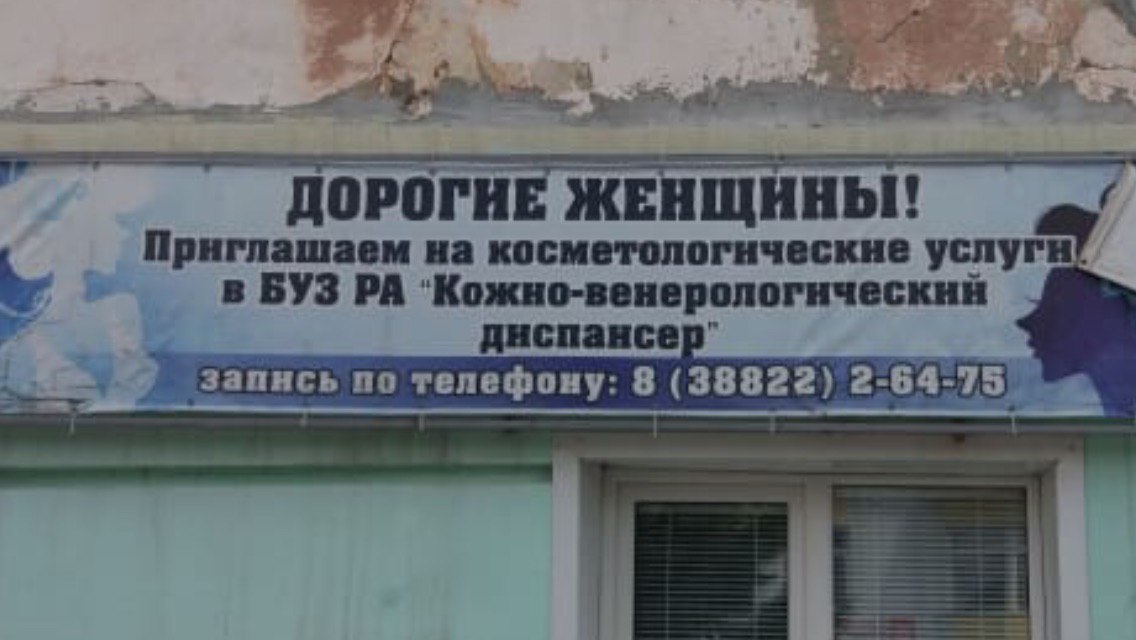 ДОРОГИЕ ЖЕНЩИНЫ!
Приглашаем на косметологические услуги
в БУЗ РА "Кожно-венерологический
диспансер"
запись по телефону: 8 (38822) 2-64-75